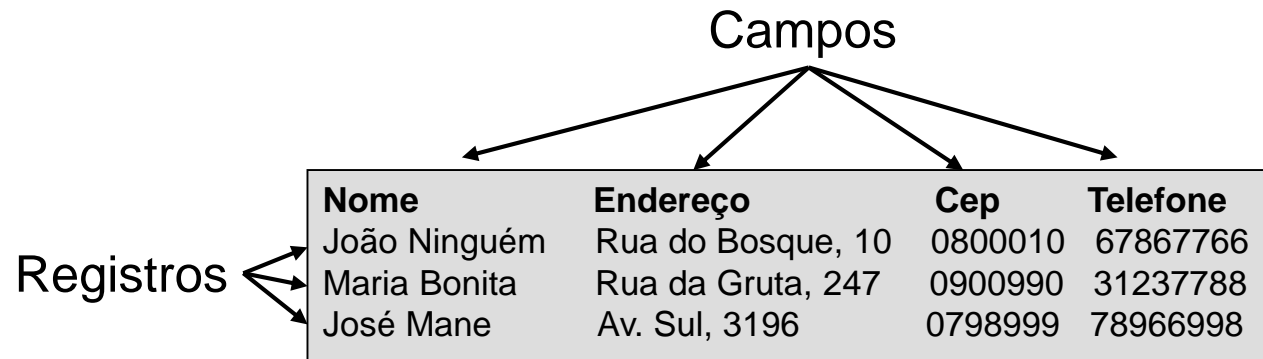 Campos
Nome Endereço Cep Telefone
João Ninguém Rua do Bosque, 10 0800010 67867766
Registros
Maria Bonita Rua da Gruta, 247 0900990 31237788
José Mane Av. Sul, 3196 0798999 78966998